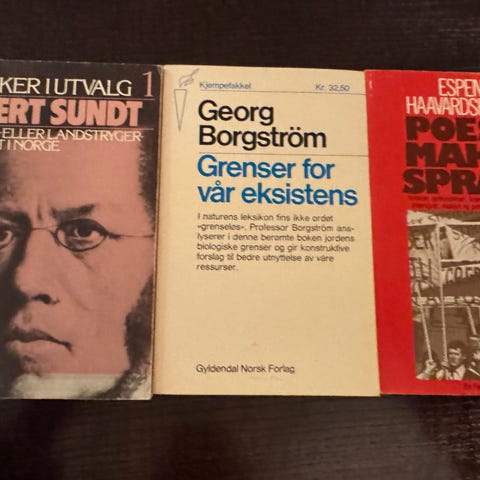 KER I UTVALG 1
ERT SUNDT
-ELLER LANDSTRYGER-
T I NORGE
Kjempefakkel Kr. 32,50
Georg
Borgström
Grenser for
vår eksistens
I naturens leksikon fins ikke ordet
«grenseløs». Professor Borgström ana-
lyserer i denne berømte boken jordens
biologiske grenser og gir konstruktive
forslag til bedre utnyttelse av våre
ressurser.
Gyldendal Norsk Forlag
ESPEN
HAAVARDS
POES
MAK
SPRÅ